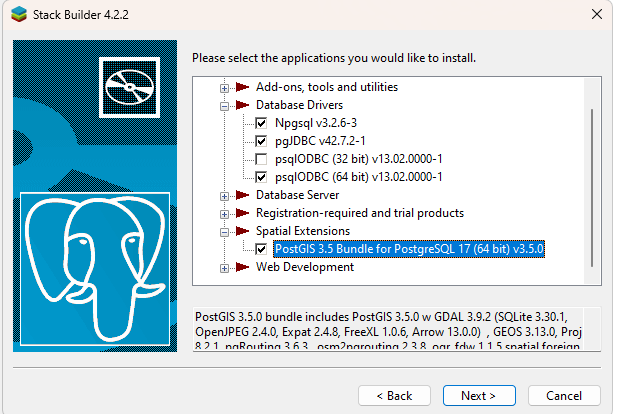 Stack Builder 4.2.2
Please select the applications you would like to install.
Add-ons, tools and utilities
Database Drivers
Npgsql v3.2.6-3
pgJDBC v42.7.2-1
psqlODBC (32 bit) v13.02.0000-1
psqlODBC (64 bit) v13.02.0000-1
Database Server
Registration-required and trial products
Spatial Extensions
PostGIS 3.5 Bundle for PostgreSQL 17 (64 bit) v3.5.0
Web Development
PostGIS 3.5.0 bundle includes PostGIS 3.5.0 w GDAL 3.9.2 (SQLite 3.30.1,
OpenJPEG 2.4.0, Expat 2.4.8, FreeXL 1.0.6, Arrow 13.0.0) , GEOS 3.13.0, Proj
8.2.1, pgRouting 3.6.3, osm2pgrouting 2.3.8, ogr_fdw 1.1.5 spatial foreign
< Back
Next >
Cancel